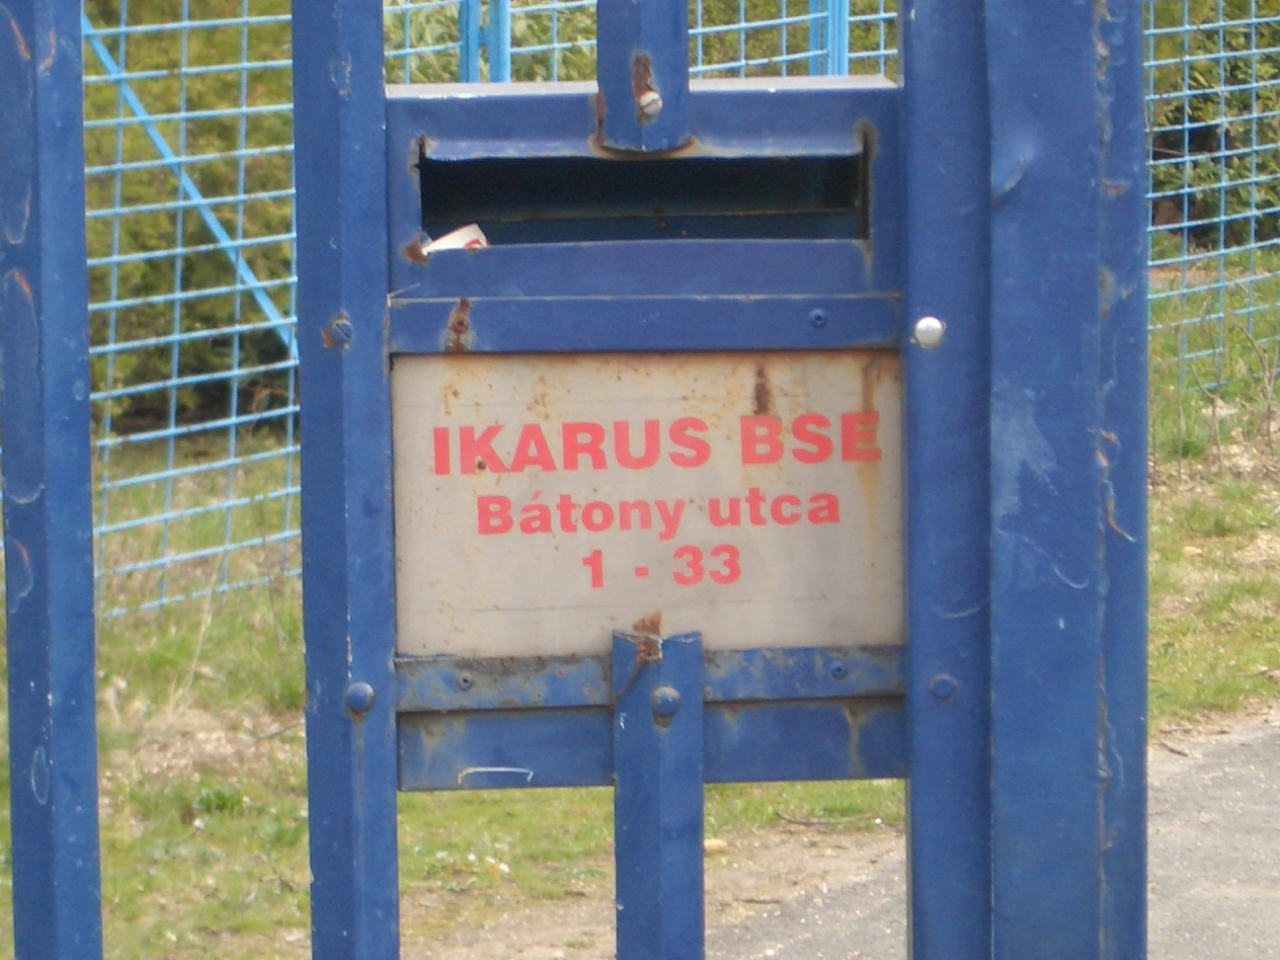 IKARUS BSE
Bátony utca
1 - 33